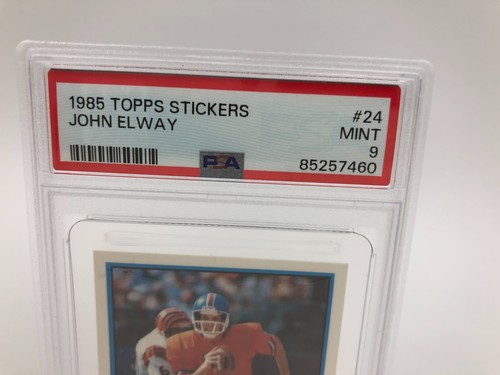 1985 TOPPS STICKERS #24
JOHN ELWAY MINT
9
PSA 85257460